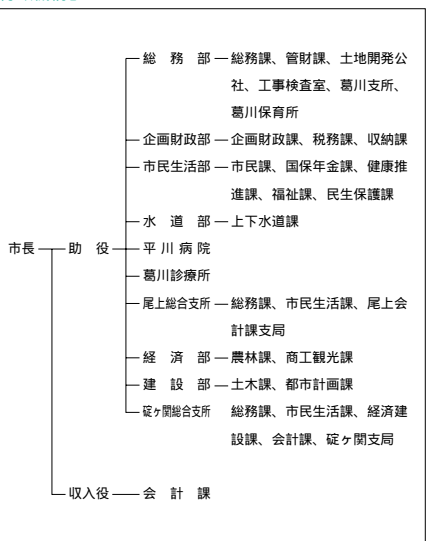 総務部 総務課、管財課、土地開発公
社、工事検査室、葛川支所、
葛川保育所
企画財政部 企画財政課、税務課、収納課
市民生活部 市民課、国保年金課、健康推
進課、福祉課、民生保護課
水道部 上下水道課
市長 助役 平川病院
葛川診療所
尾上総合支所 総務課、市民生活課、尾上会
計課支局
経済部 農林課、商工観光課
建設部 土木課、都市計画課
碇ヶ関総合支所 総務課、市民生活課、経済建
設課、会計課、碇ヶ関支局
収入役 会計課